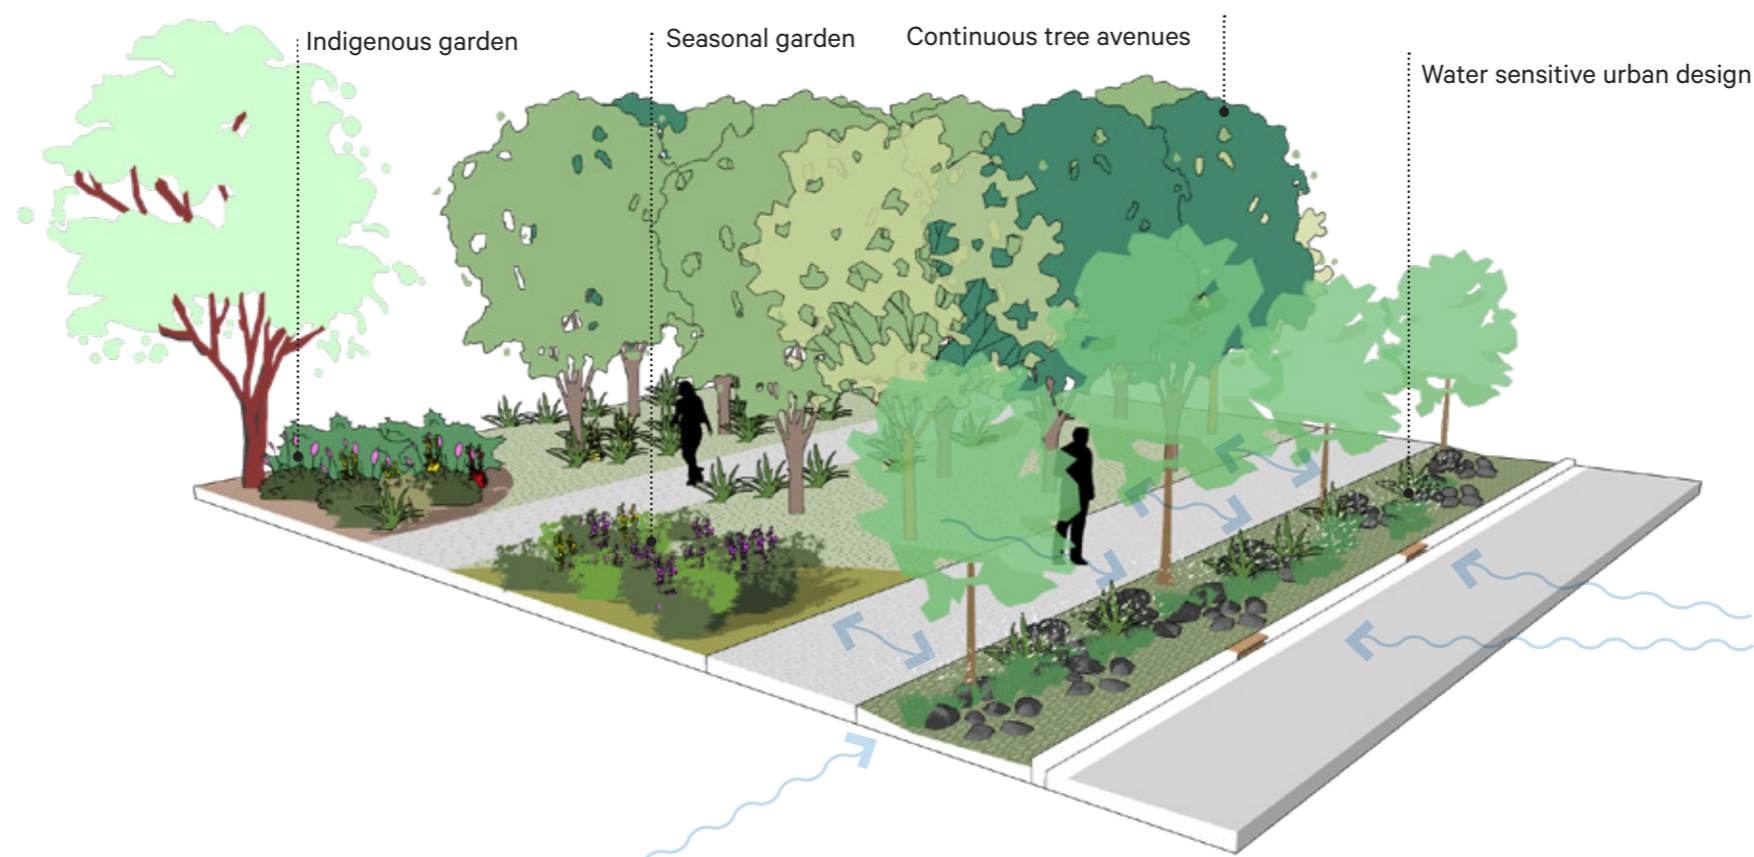 Indigenous garden
Seasonal garden
Continuous tree avenues
Water sensitive urban design